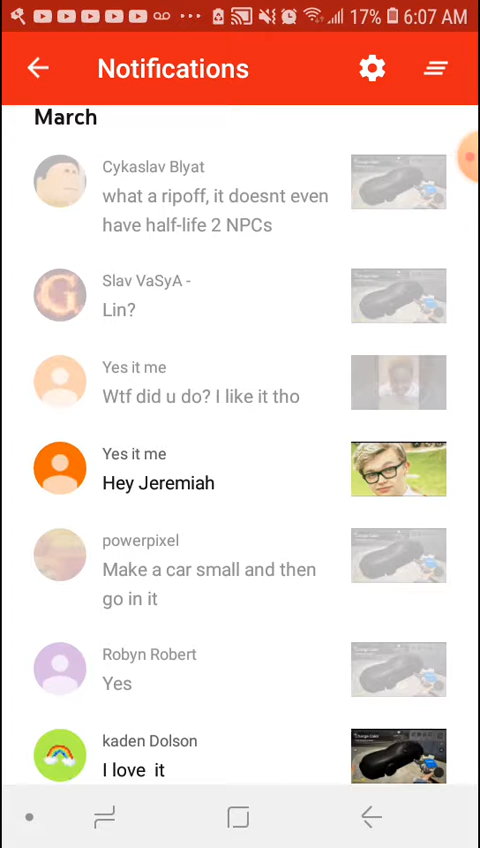 17% 6:07 AM
Notifications
March
Cykaslav Blyat
what a ripoff, it doesnt even
have half-life 2 NPCs
Slav VaSyA -
Lin?
Yes it me
Wtf did u do? I like it tho
Yes it me
Hey Jeremiah
powerpixel
Make a car small and then
go in it
Robyn Robert
Yes
kaden Dolson
I love it